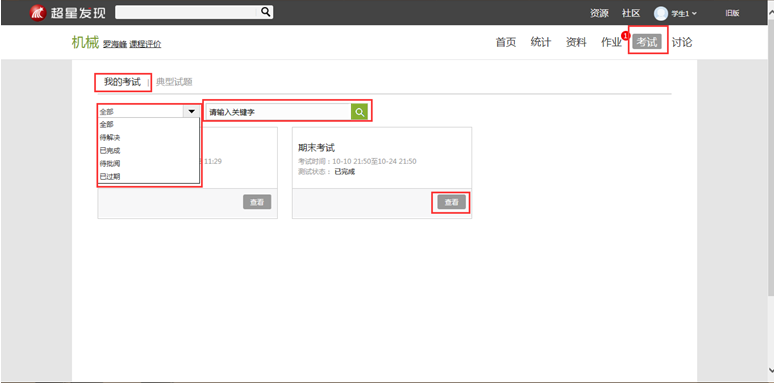 超星发现 资源 社区 学生1 旧版
机械 罗海峰 课程评价 首页 统计 资料 作业 1 考试 讨论
我的考试 | 典型试题
全部 请输入关键字
全部
待解决
已完成
待批阅
已过期
11:29
查看
期末考试
考试时间：10-10 21:50至10-24 21:50
测试状态： 已完成
查看